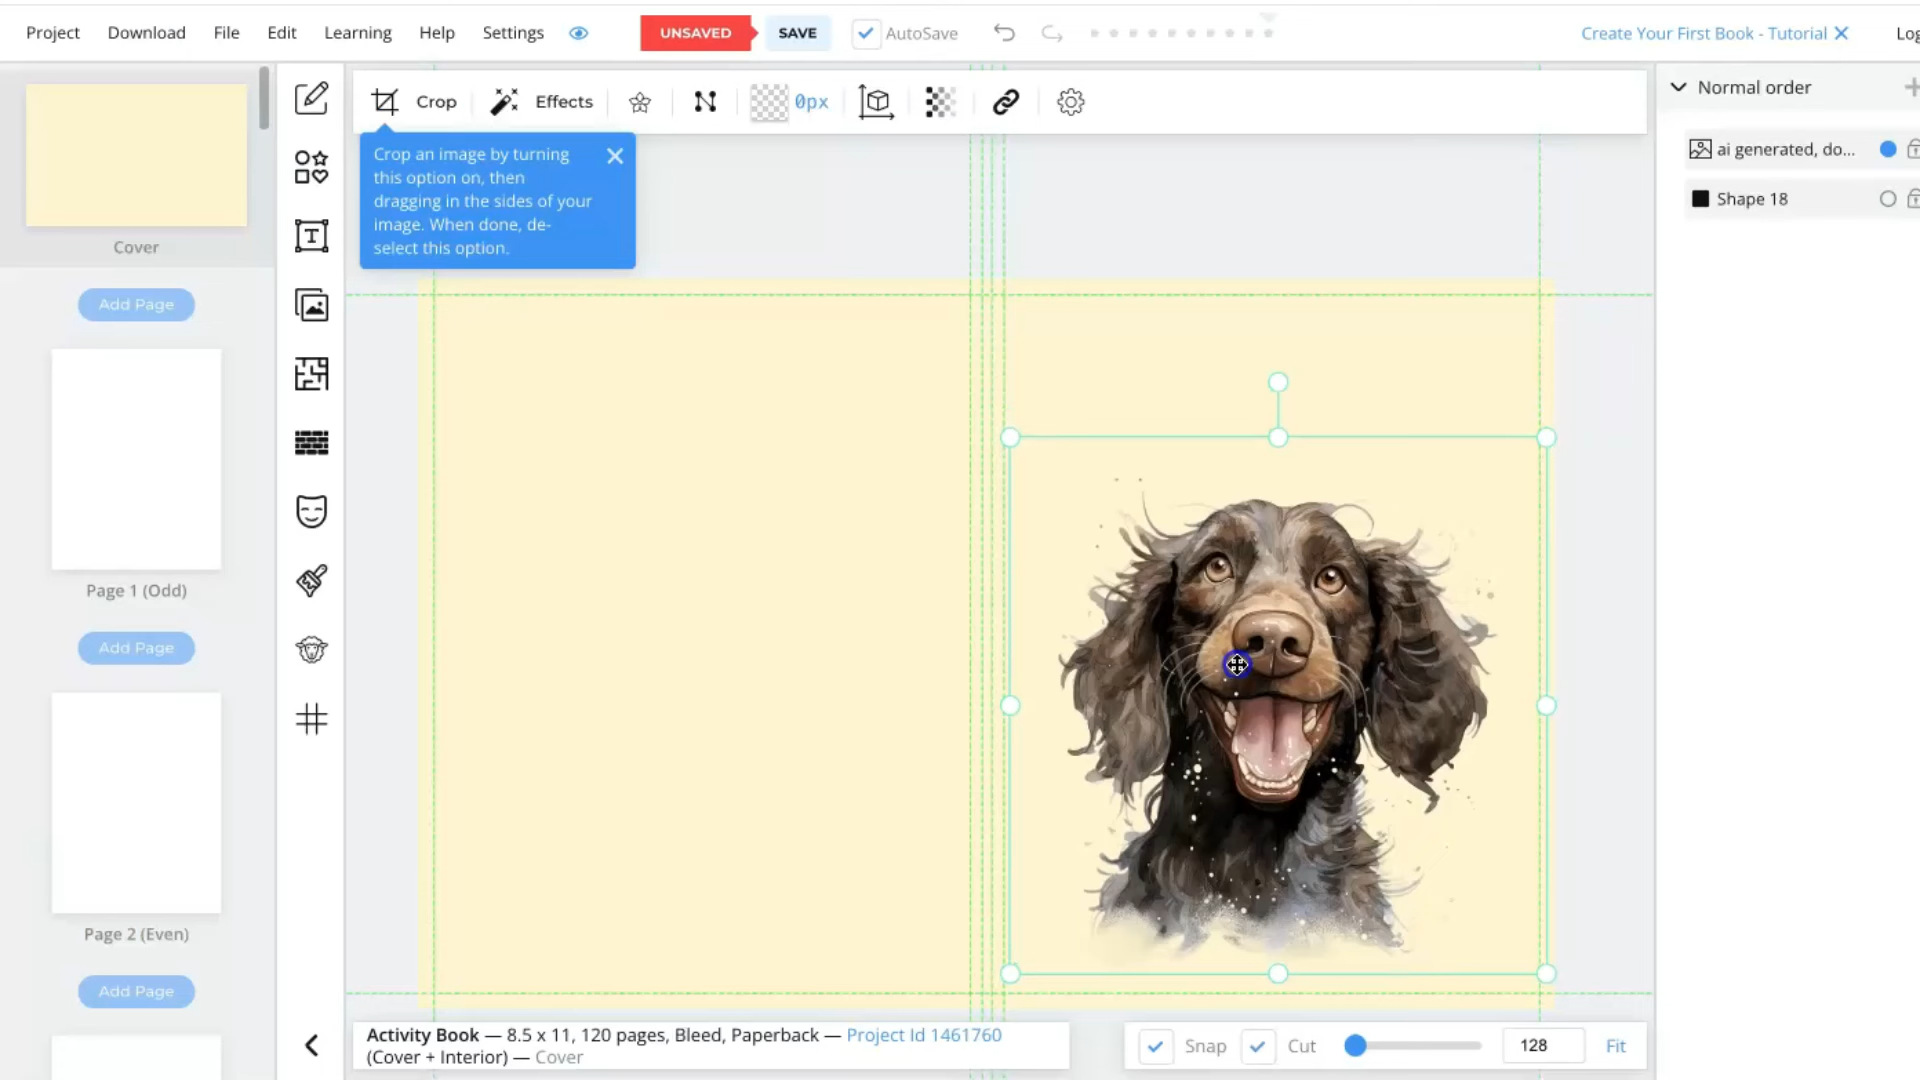 Project Download File Edit Learning Help Settings UNSAVED SAVE AutoSave Create Your First Book - Tutorial
Crop Effects 0px
Crop an image by turning
this option on, then
dragging in the sides of your
image. When done, de-
select this option.
Normal order
ai generated, do...
Shape 18
Cover
Add Page
Page 1 (Odd)
Add Page
Page 2 (Even)
Add Page
T
Activity Book — 8.5 x 11, 120 pages, Bleed, Paperback — Project Id 1461760
(Cover + Interior) — Cover
Snap Cut 128 Fit